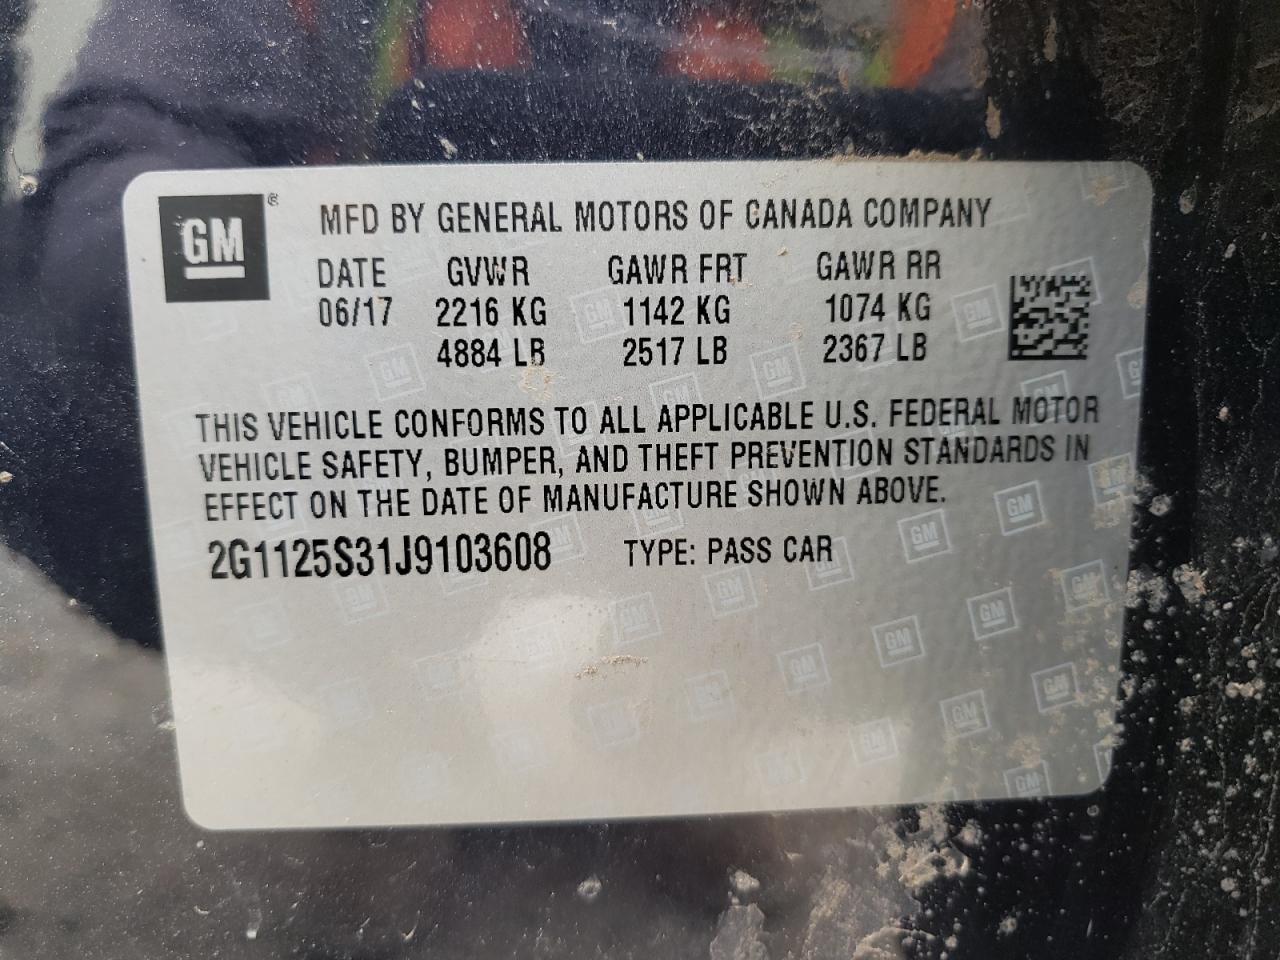 GM®
MFD BY GENERAL MOTORS OF CANADA COMPANY
DATE GVWR GAWR FRT GAWR RR
06/17 2216 KG 1142 KG 1074 KG
4884 LB 2517 LB 2367 LB
THIS VEHICLE CONFORMS TO ALL APPLICABLE U.S. FEDERAL MOTOR
VEHICLE SAFETY, BUMPER, AND THEFT PREVENTION STANDARDS IN
EFFECT ON THE DATE OF MANUFACTURE SHOWN ABOVE.
2G1125S31J9103608 TYPE: PASS CAR